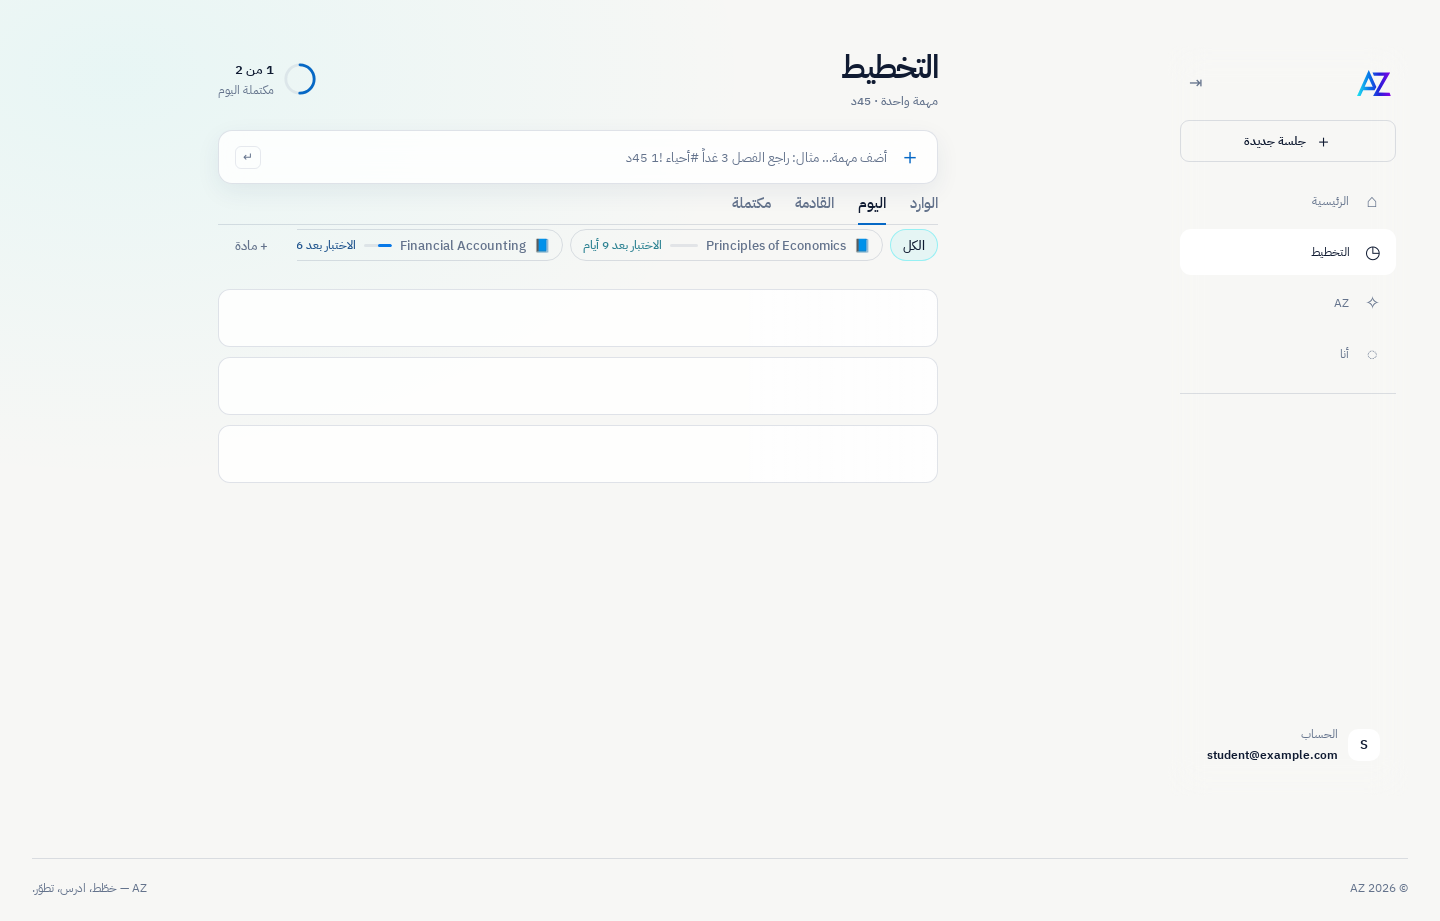 AZ
⇥
+ جلسة جديدة
الرئيسية
التخطيط
AZ
أنا
الحساب
S
student@example.com
التخطيط
مهمة واحدة · 45د
1 من 2
مكتملة اليوم
+ أضف مهمة… مثال: راجع الفصل 3 غداً #أحياء !1 45د ↵
الوارد اليوم القادمة مكتملة
الكل 📘 Principles of Economics الاختبار بعد 9 أيام 📘 Financial Accounting الاختبار بعد 6 + مادة
© 2026 AZ
AZ — خطّط، ادرس، تطوّر.